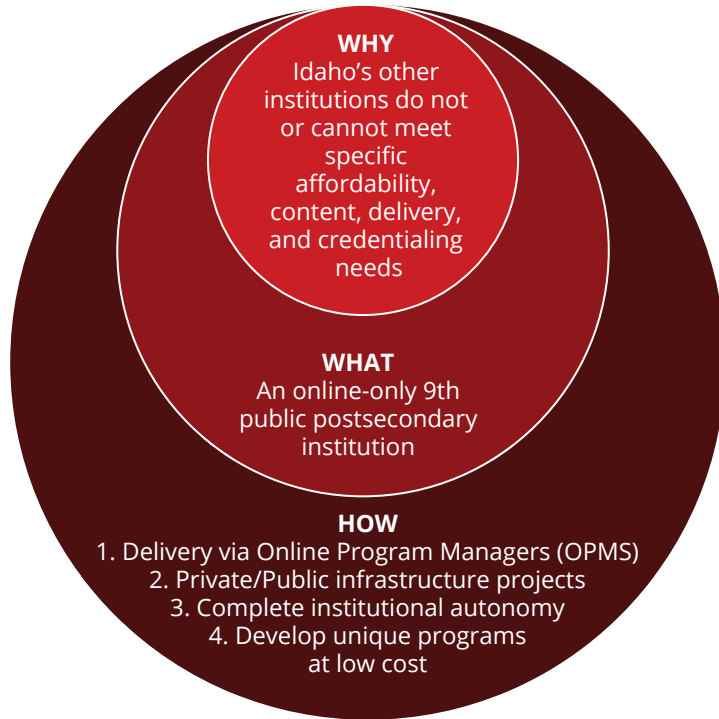 WHY
Idaho’s other
institutions do not
or cannot meet
specific
affordability,
content, delivery,
and credentialing
needs
WHAT
An online-only 9th
public postsecondary
institution
HOW
1. Delivery via Online Program Managers (OPMS)
2. Private/Public infrastructure projects
3. Complete institutional autonomy
4. Develop unique programs
at low cost